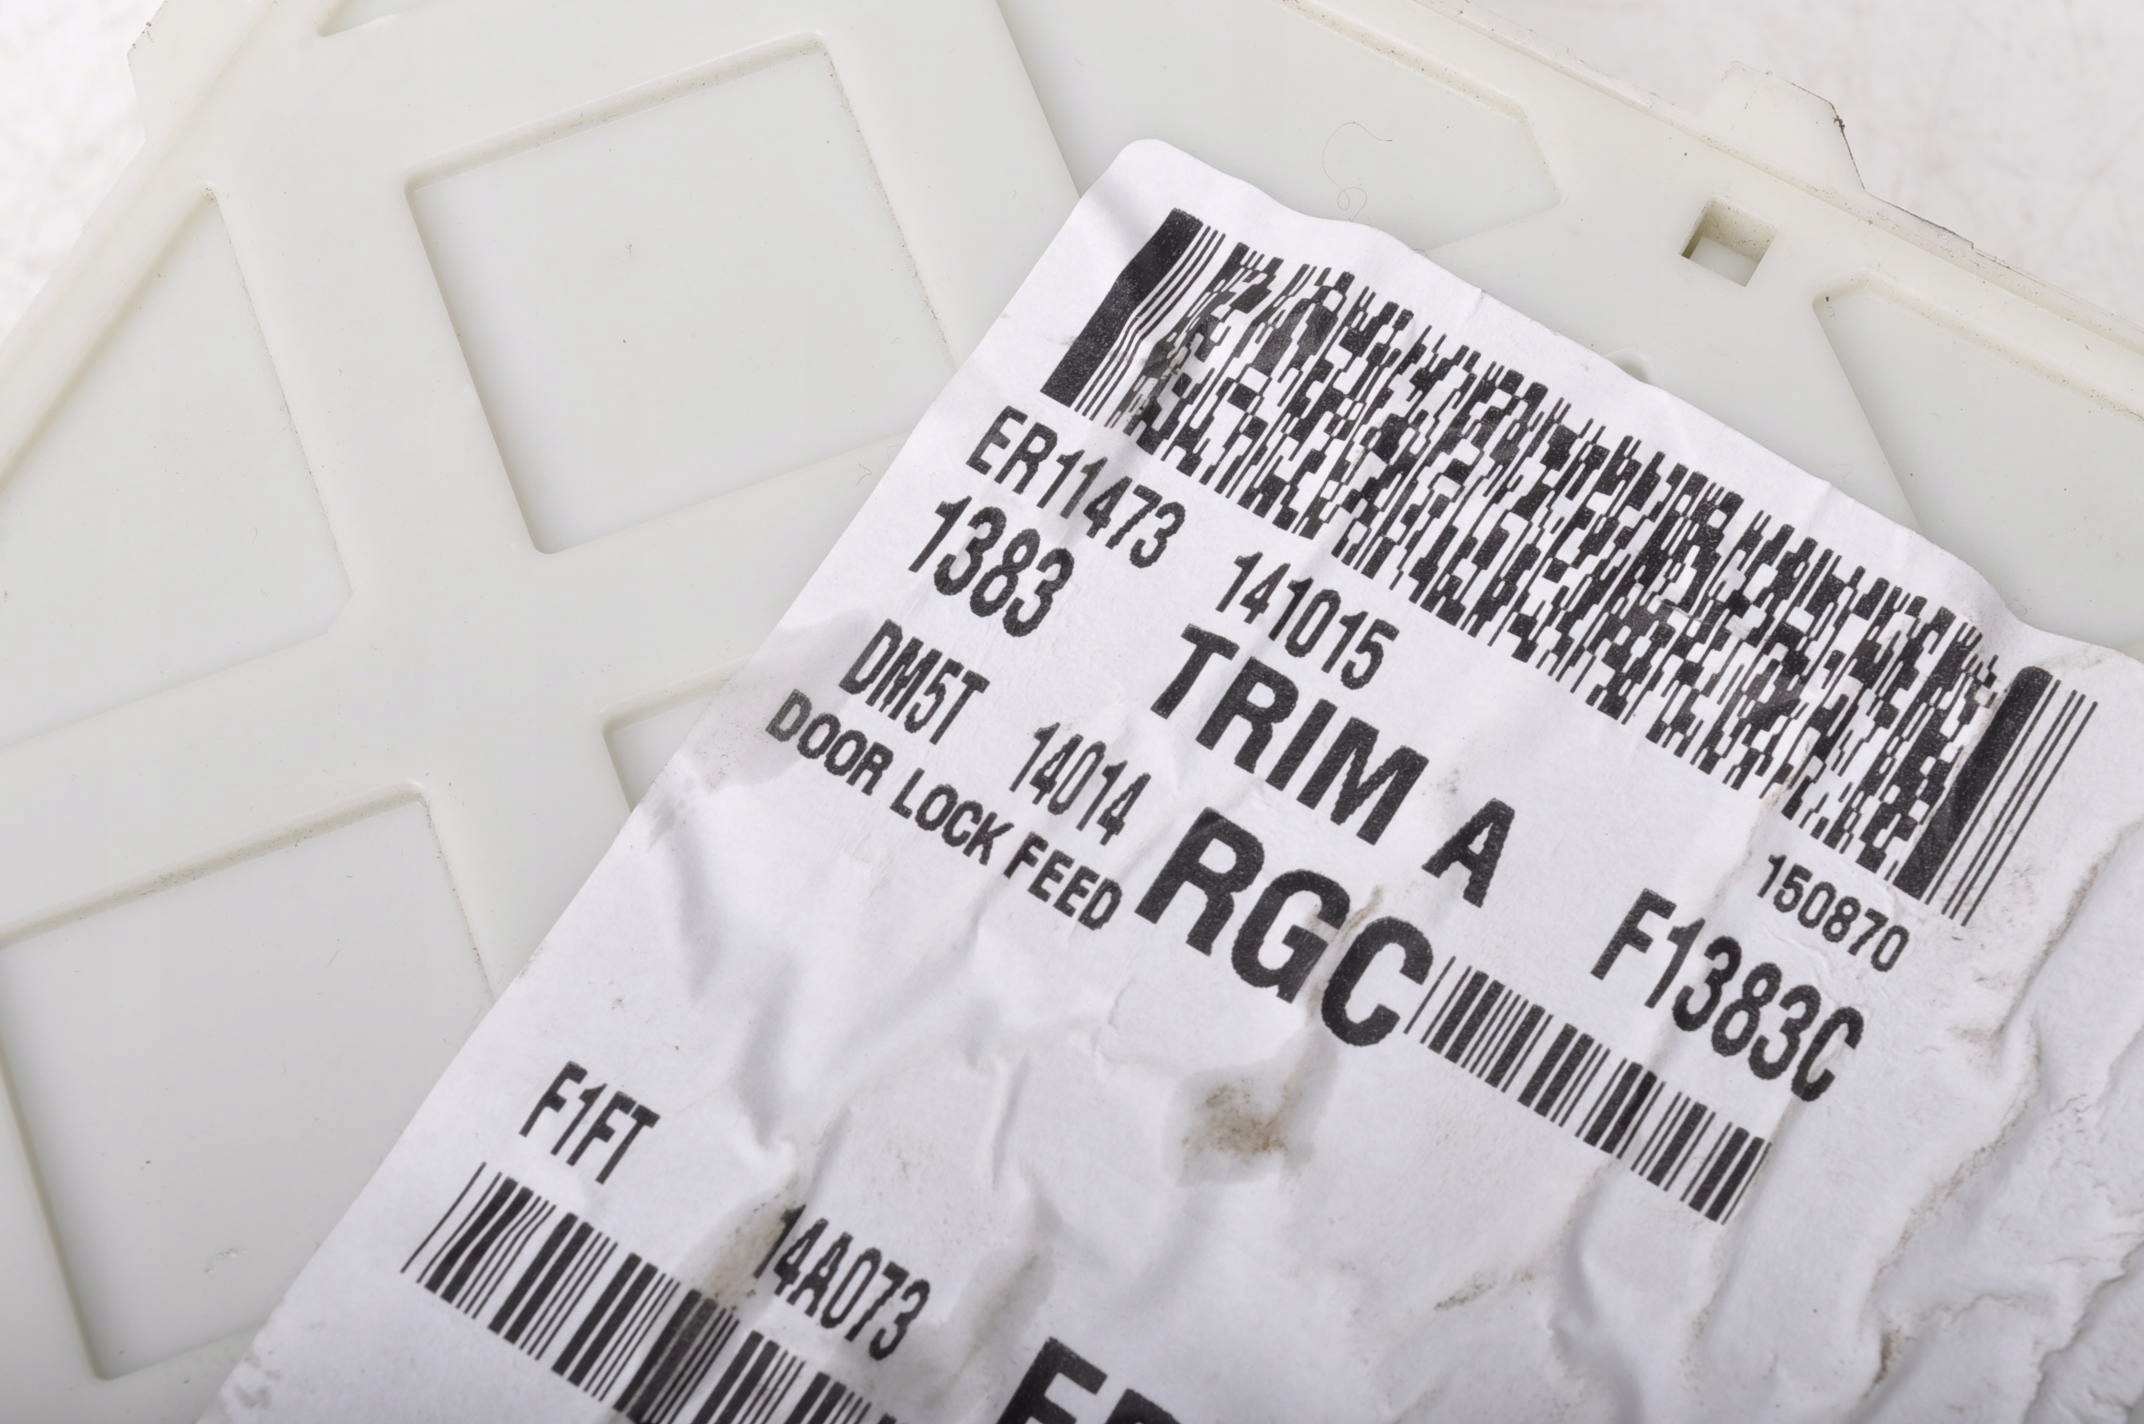 ER11473 141015 150870
1383 TRIM A F1383C
DM5T 14014 RGC
DOOR LOCK FEED
F1FT 14A073